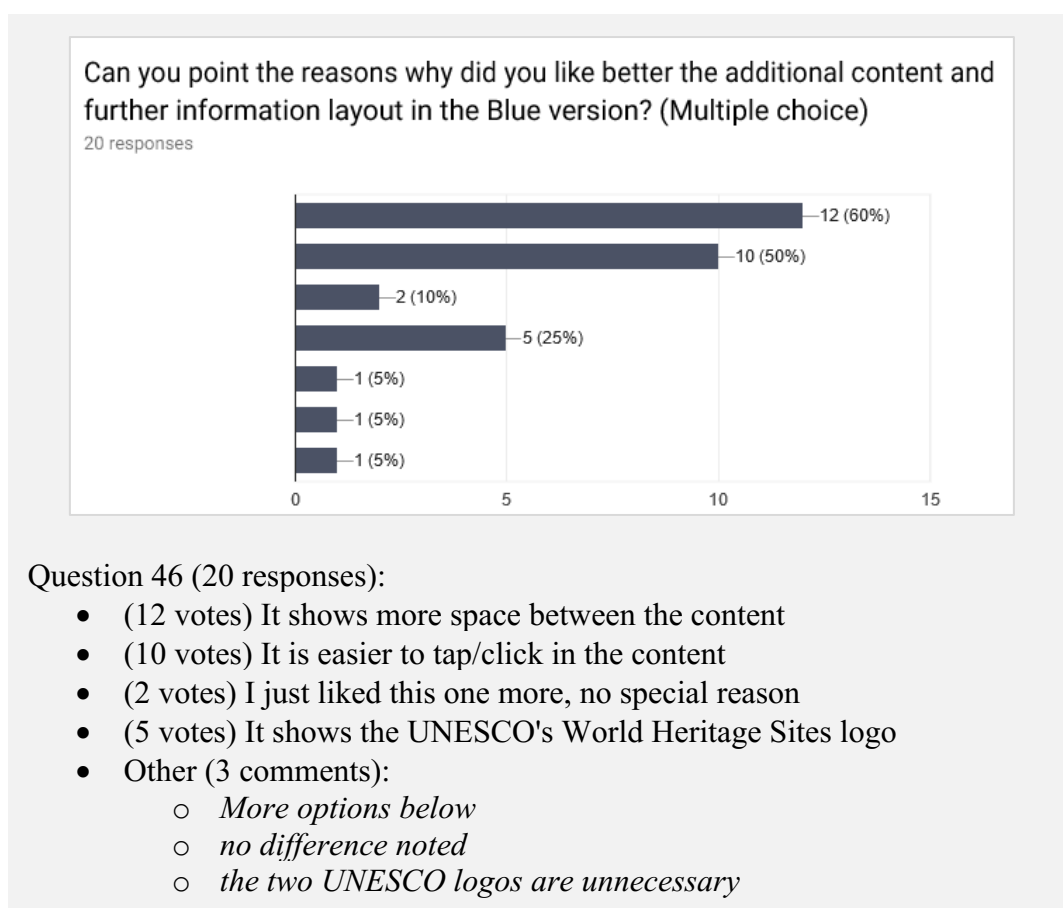 Can you point the reasons why did you like better the additional content and
further information layout in the Blue version? (Multiple choice)
20 responses
12 (60%)
10 (50%)
2 (10%)
5 (25%)
1 (5%)
1 (5%)
1 (5%)
0 5 10 15
Question 46 (20 responses):
• (12 votes) It shows more space between the content
• (10 votes) It is easier to tap/click in the content
• (2 votes) I just liked this one more, no special reason
• (5 votes) It shows the UNESCO's World Heritage Sites logo
• Other (3 comments):
o More options below
o no difference noted
o the two UNESCO logos are unnecessary